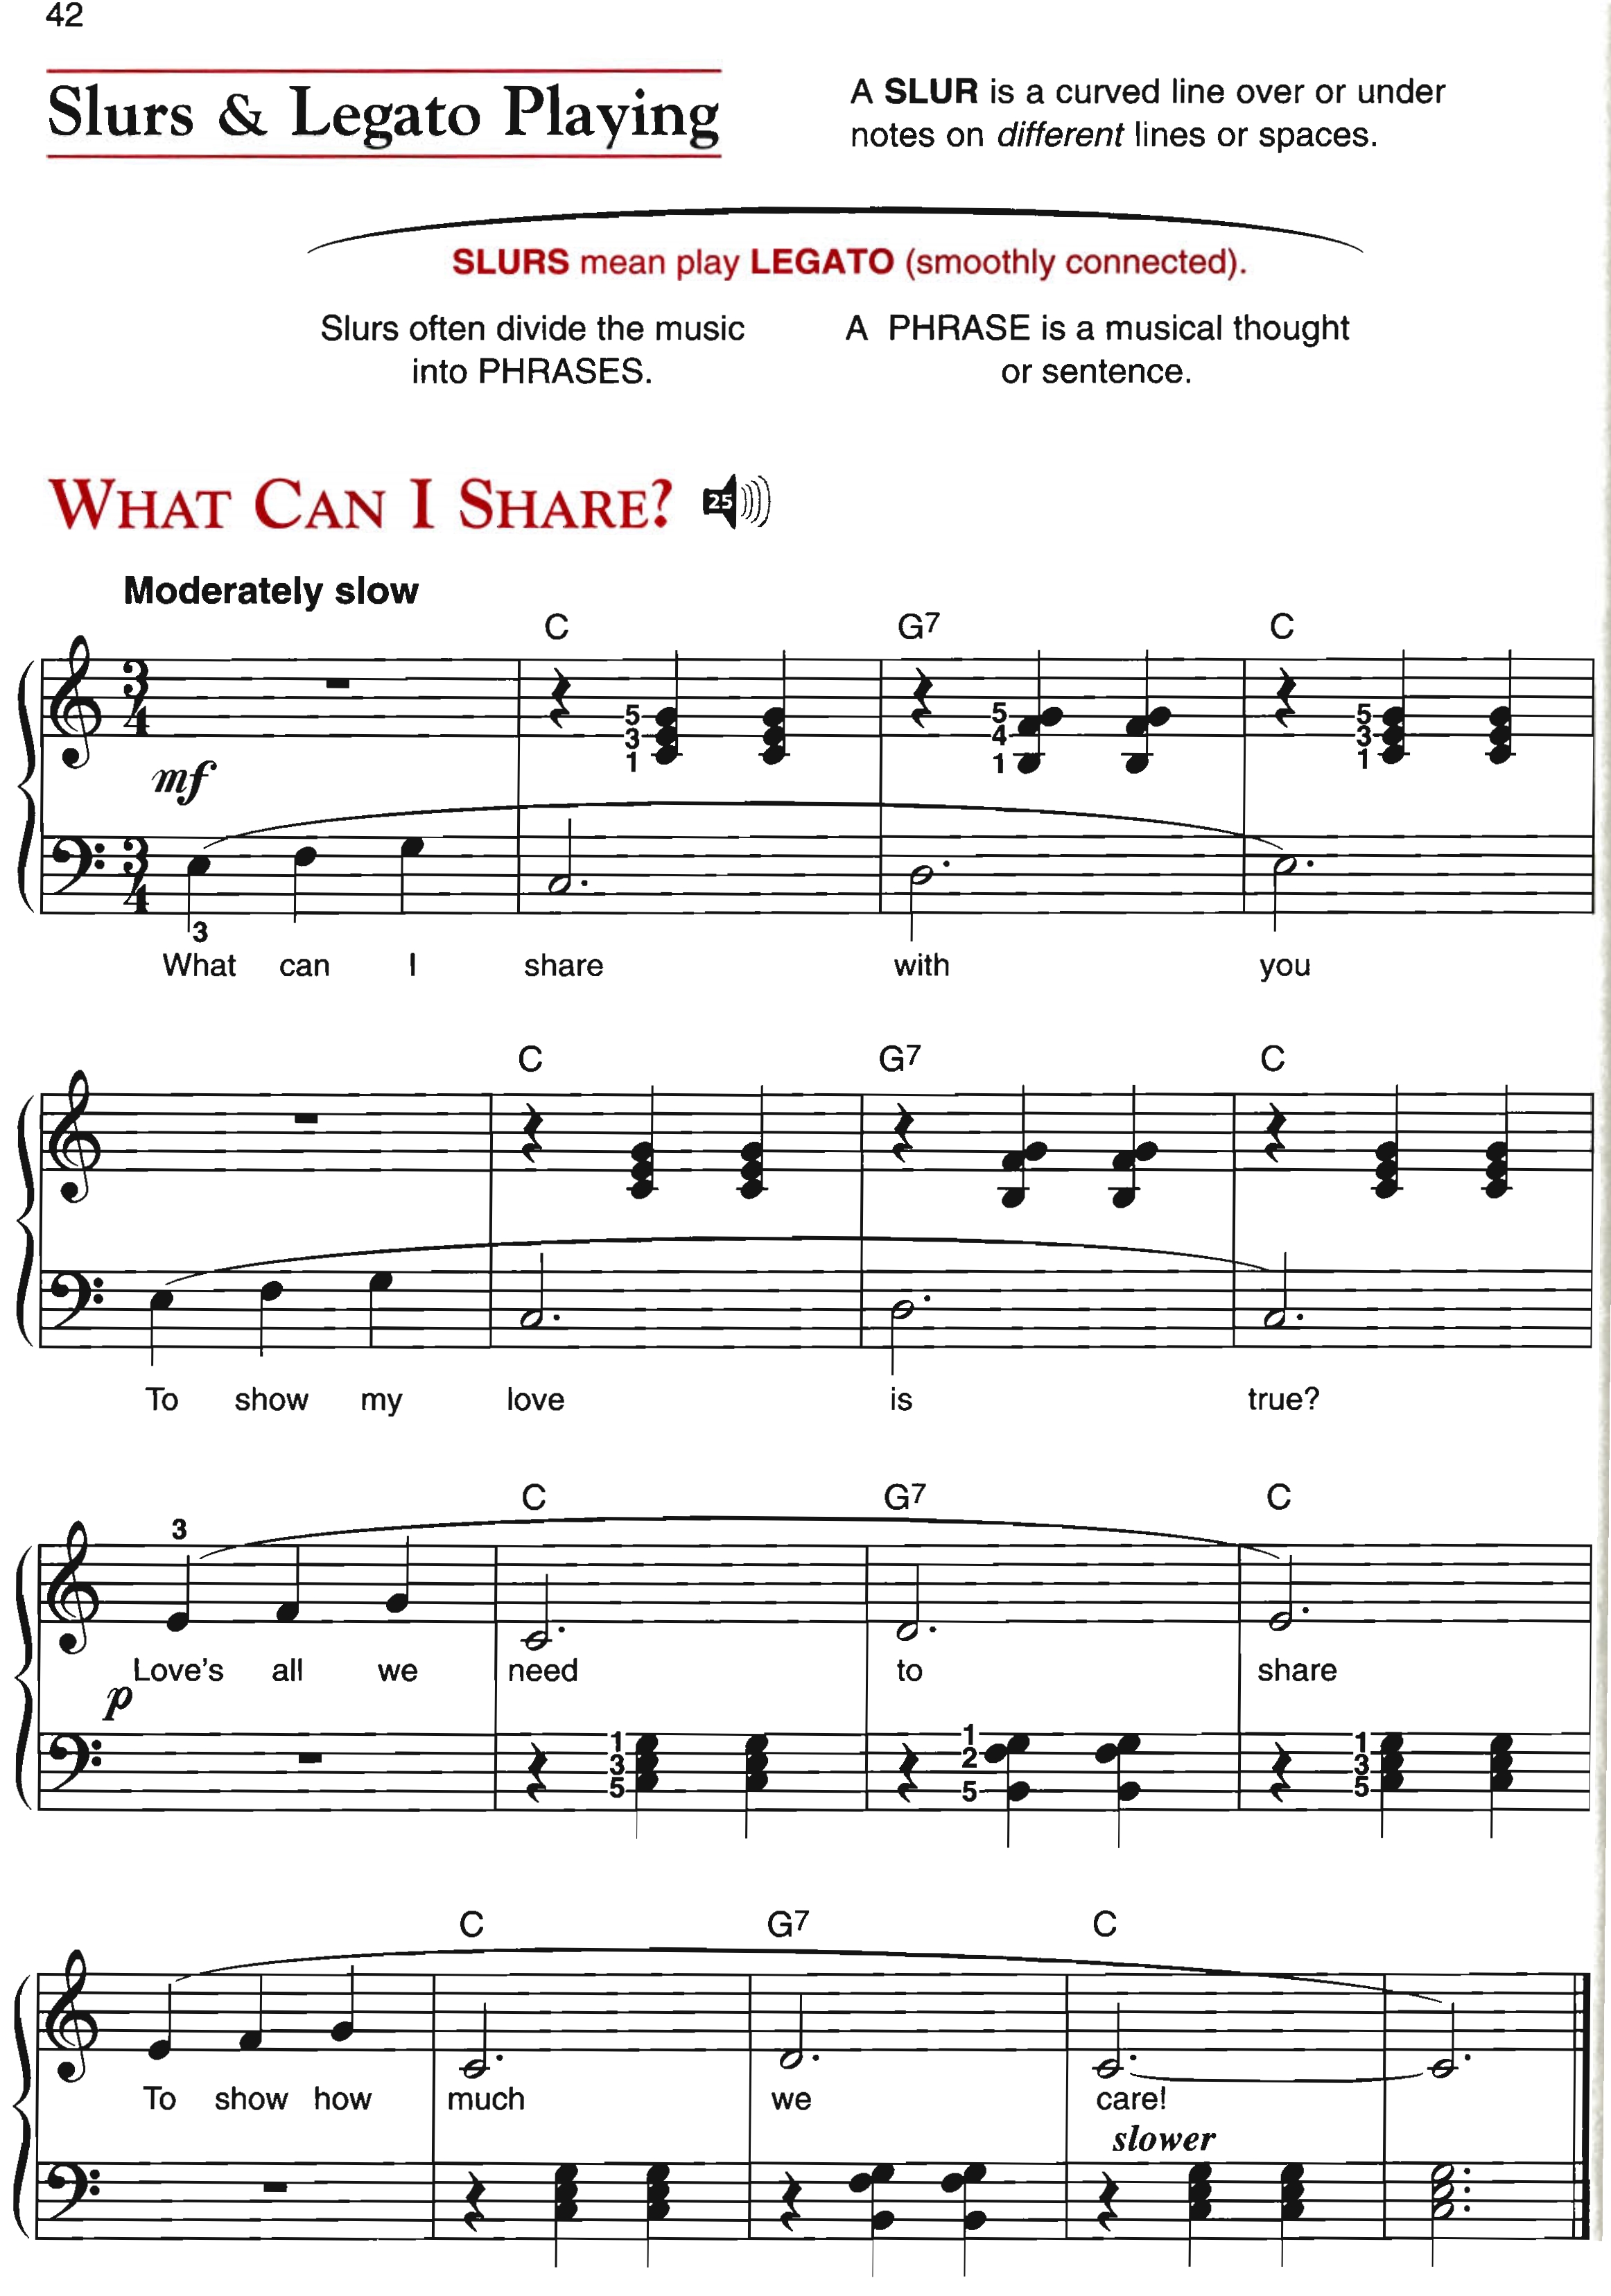 42
Slurs & Legato Playing
A SLUR is a curved line over or under
notes on different lines or spaces.
SLURS mean play LEGATO (smoothly connected).
Slurs often divide the music
into PHRASES.
A PHRASE is a musical thought
or sentence.
WHAT CAN I SHARE? 25
Moderately slow
C G7 C
3 4
5 3 1 5 4 1 5 3 1
mf
3 4
3
What can I share with you
C G7 C
To show my love is true?
C G7 C
3
Love's all we need to share
p
1 3 5 1 2 5 1 3 5
C G7 C
To show how much we care!
slower